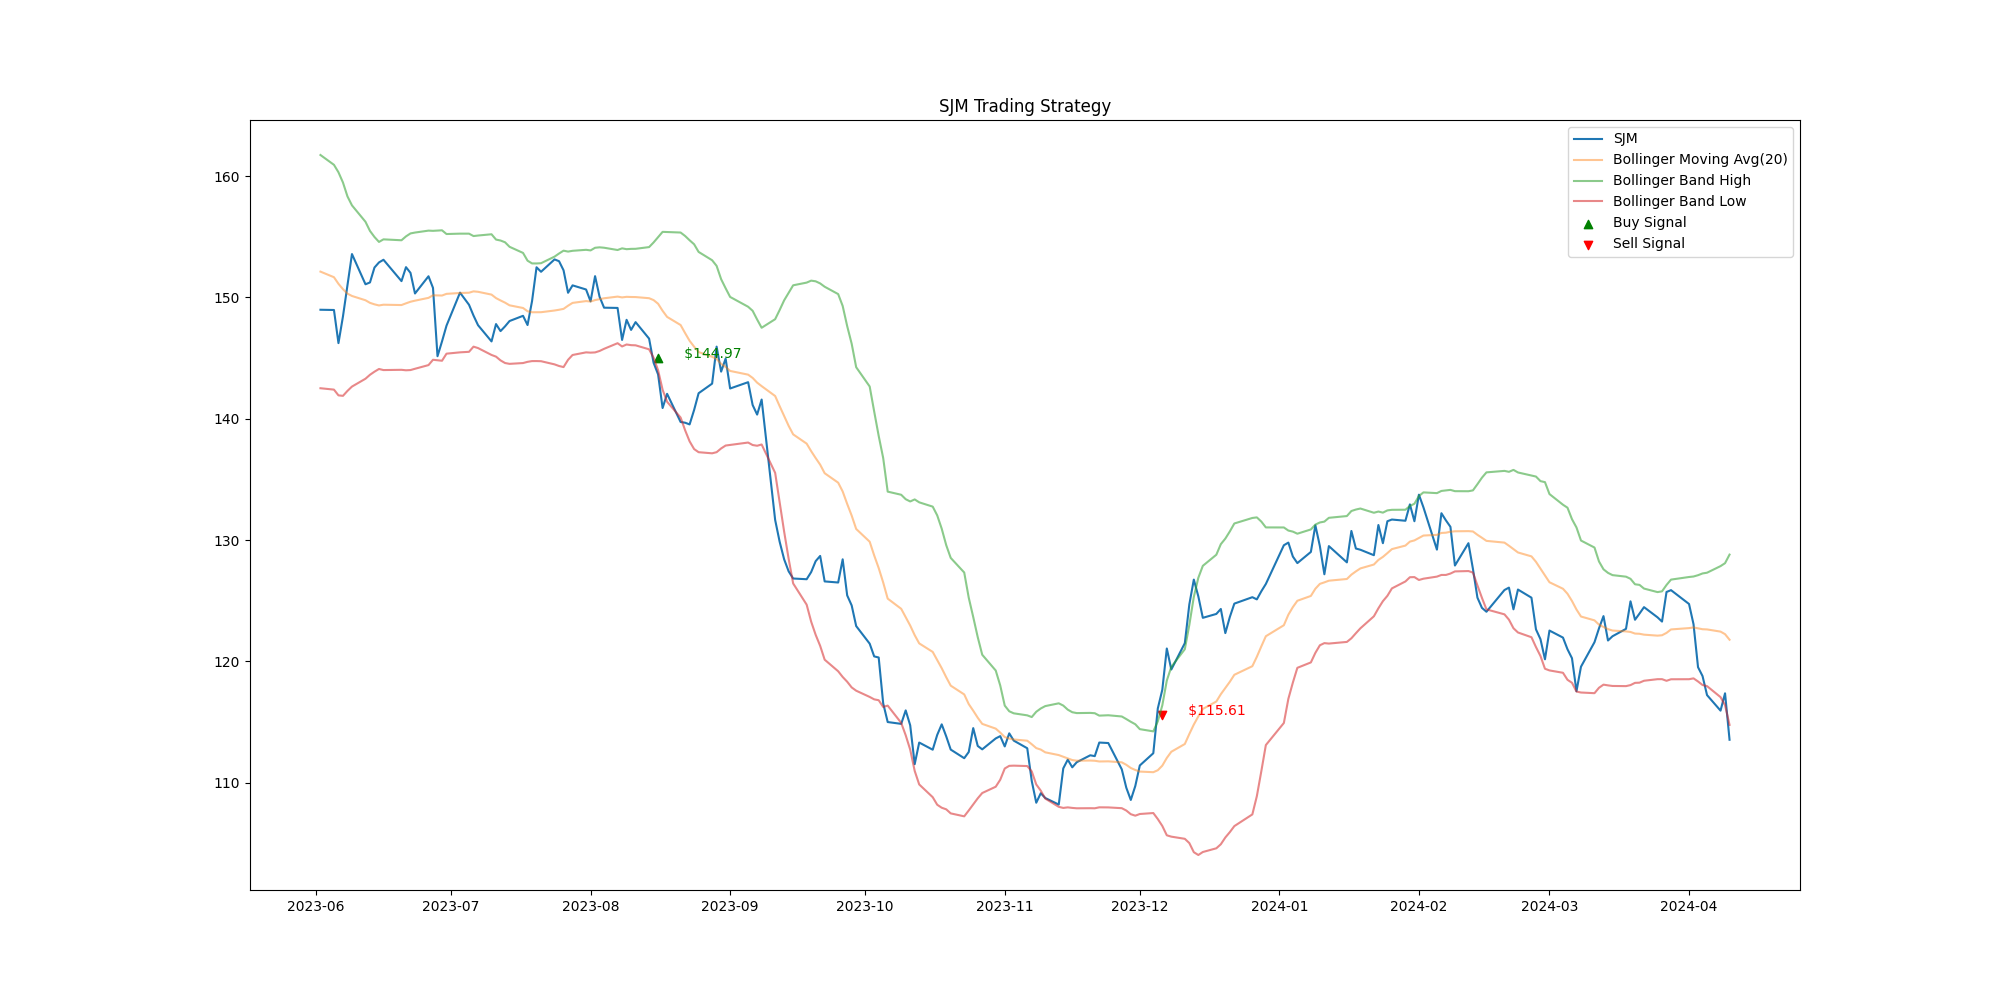 SJM Trading Strategy
SJM
Bollinger Moving Avg(20)
Bollinger Band High
Bollinger Band Low
Buy Signal
Sell Signal
160
150
140
130
120
110
$144.97
$115.61
2023-06 2023-07 2023-08 2023-09 2023-10 2023-11 2023-12 2024-01 2024-02 2024-03 2024-04